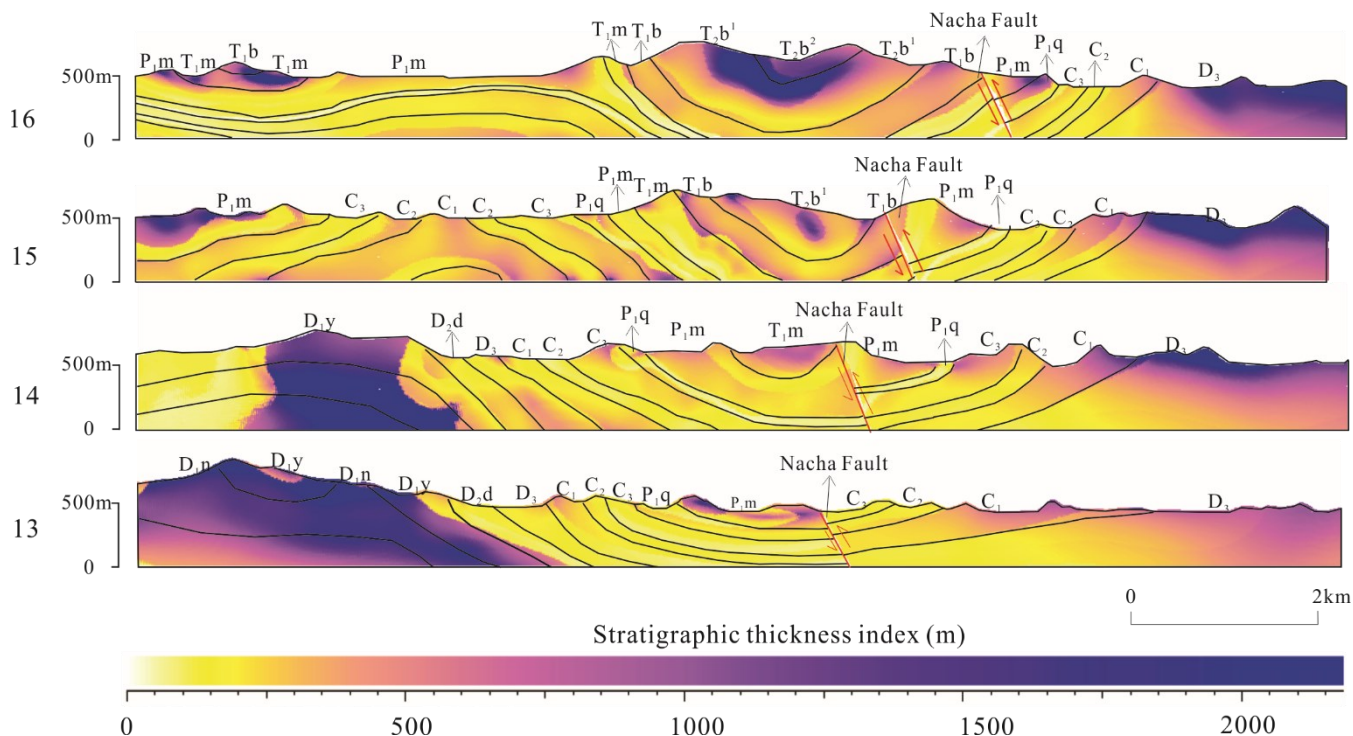 Nacha Fault
T₁m T₁b T₂b¹ T₂b² T₂b¹ T₁b P₁q
P₁m T₁m T₁b T₁m P₁m P₁m C₃ C₂ C₁ D₃
500m
16
0
Nacha Fault
P₁m C₃ C₂ C₁ C₂ C₃ P₁q P₁m T₁m T₁b T₂b¹ T₁b P₁m P₁q C₃ C₂ C₁ D₃
500m
15
0
Nacha Fault
D₁y D₂d D₃ C₁ C₂ C₃ P₁q P₁m T₁m P₁m P₁q C₃ C₂ C₁ D₃
500m
14
0
Nacha Fault
D₁n D₁y D₁n D₁y D₂d D₃ C₁ C₂ C₃ P₁q P₁m C₃ C₂ C₁ D₃
500m
13
0
0 2km
Stratigraphic thickness index (m)
0 500 1000 1500 2000